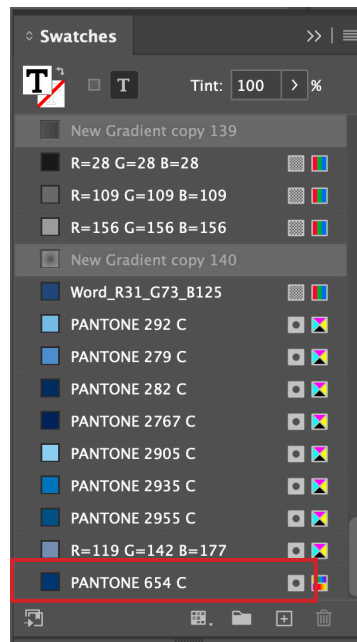 Swatches
T T Tint: 100 %
New Gradient copy 139
R=28 G=28 B=28
R=109 G=109 B=109
R=156 G=156 B=156
New Gradient copy 140
Word_R31_G73_B125
PANTONE 292 C
PANTONE 279 C
PANTONE 282 C
PANTONE 2767 C
PANTONE 2905 C
PANTONE 2935 C
PANTONE 2955 C
R=119 G=142 B=177
PANTONE 654 C